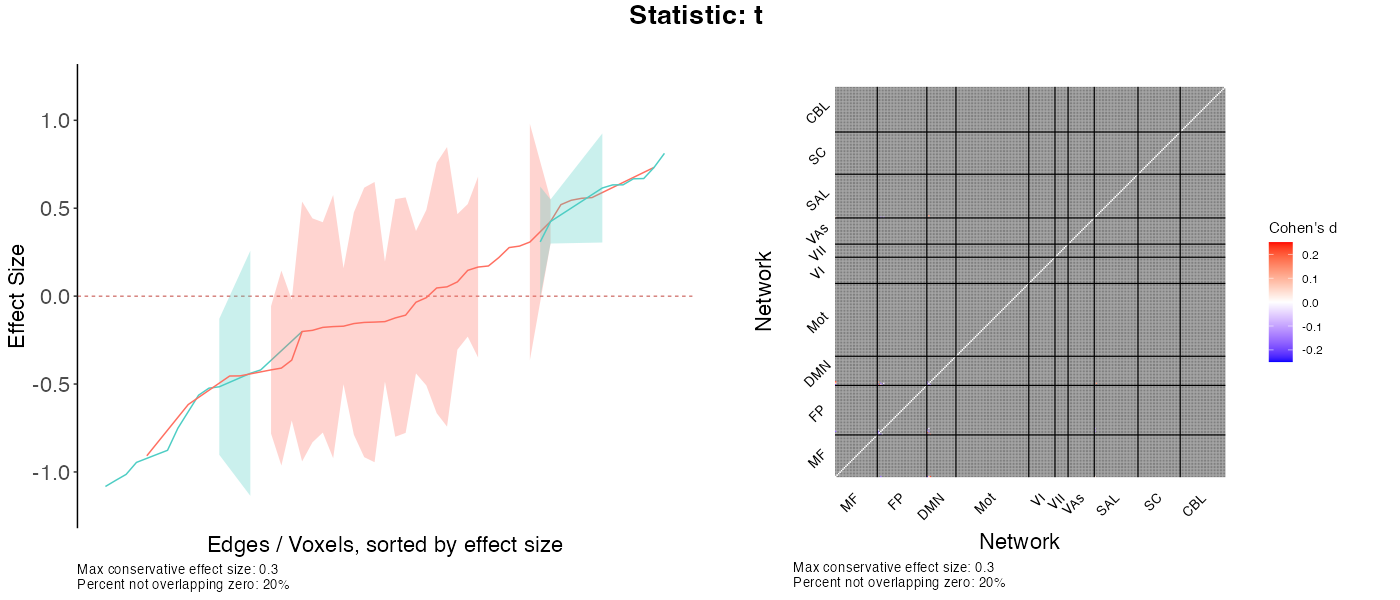 Statistic: t
1.0
0.5
0.0
-0.5
-1.0
Effect Size
Edges / Voxels, sorted by effect size
Max conservative effect size: 0.3
Percent not overlapping zero: 20%
CBL
SC
SAL
VAs
VII
VI
Mot
DMN
FP
MF
Network
MF
FP
DMN
Mot
VI
VII
VAs
SAL
SC
CBL
Network
Max conservative effect size: 0.3
Percent not overlapping zero: 20%
Cohen's d
0.2
0.1
0.0
-0.1
-0.2